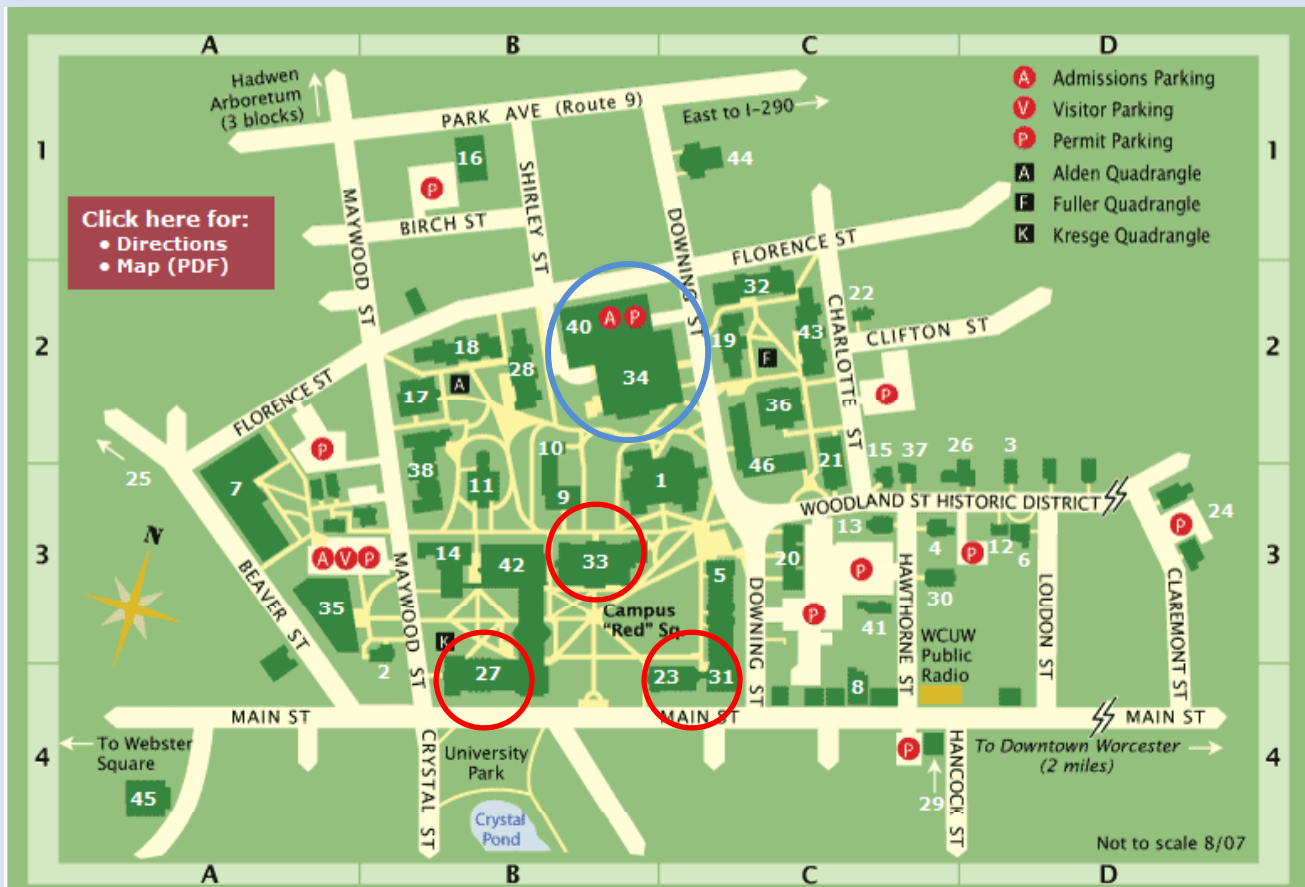 A
B
C
D
Hadwen
Arboretum
(3 blocks)
PARK AVE (Route 9)
East to I-290
A Admissions Parking
V Visitor Parking
P Permit Parking
A Alden Quadrangle
F Fuller Quadrangle
K Kresge Quadrangle
1
1
16
44
P
MAYWOOD ST
SHIRLEY ST
DOWNING ST
BIRCH ST
Click here for:
• Directions
• Map (PDF)
FLORENCE ST
32
CHARLOTTE ST
22
CLIFTON ST
40
A P
19
43
2
2
18
28
34
F
A
17
36
P
FLORENCE ST
P
25
7
38
11
10
9
1
46
21
15
37
26
3
WOODLAND ST HISTORIC DISTRICT
24
P
N
13
4
12
6
P
3
3
A V P
14
42
33
5
20
P
HAWTHORNE ST
30
MAYWOOD ST
BEAVER ST
35
Campus
"Red" Sq.
DOWNING ST
P
41
LOUDON ST
CLAREMONT ST
WCUW
Public
Radio
K
2
27
23
31
8
MAIN ST
MAIN ST
MAIN ST
To Webster
Square
4
4
45
CRYSTAL ST
University
Park
Crystal
Pond
P
29
HANCOCK ST
To Downtown Worcester
(2 miles)
Not to scale 8/07
A
B
C
D